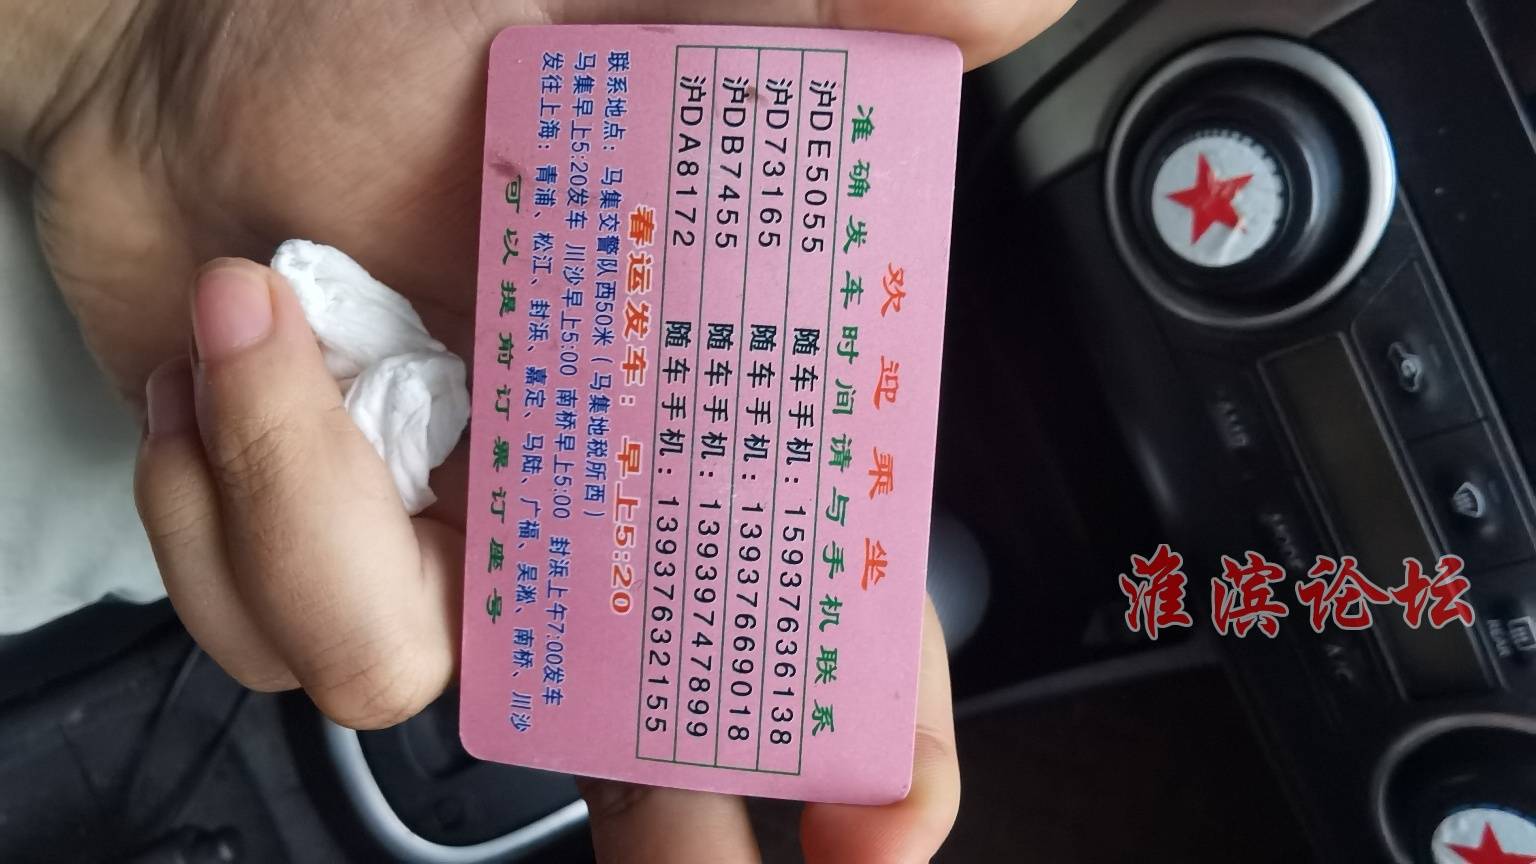 欢迎乘坐
准确发车时间请与手机联系
沪DE5055 随车手机：15937636138
沪D73165 随车手机：13937669018
沪DB7455 随车手机：13939747899
沪DA8172 随车手机：13937632155
春运发车：早上5:20
联系地点：马集交警队西50米（马集地税所西）
马集早上5:20发车 川沙早上5:00 南桥早上5:00 封浜上午7:00发车
发往上海：青浦、松江、封浜、嘉定、马陆、广福、吴淞、南桥、川沙
可以提前订票订座号
淮滨论坛
A/C